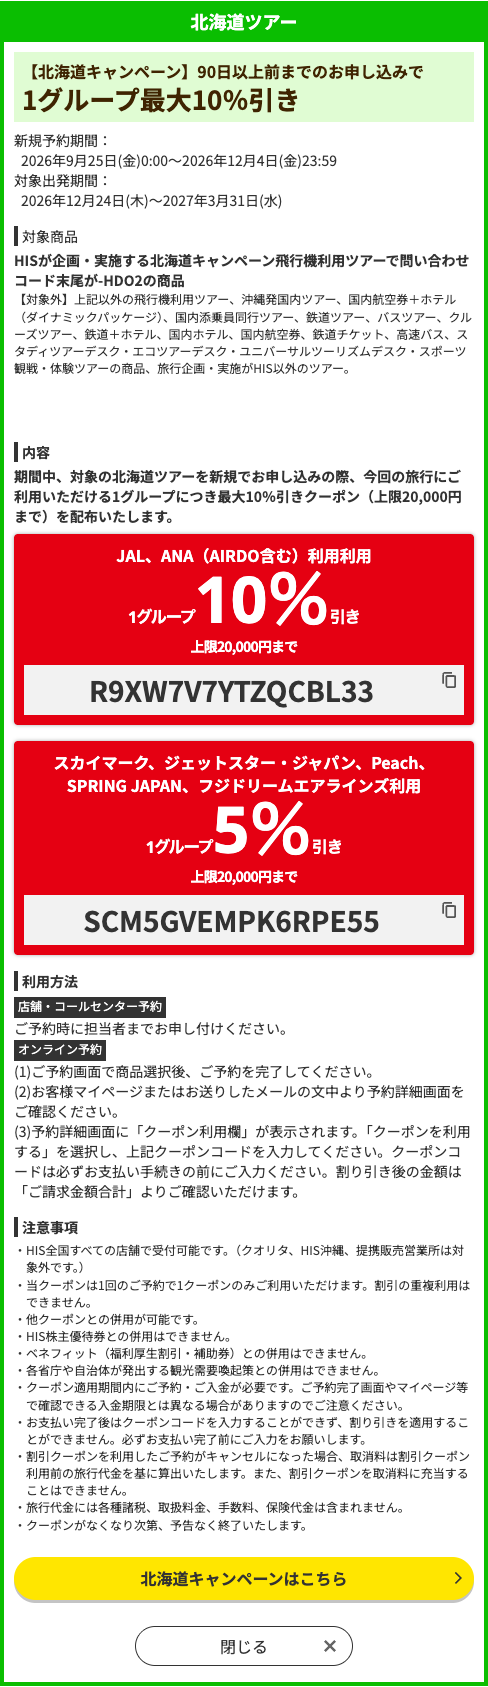 北海道ツアー
【北海道キャンペーン】90日以上前までのお申し込みで
1グループ最大10%引き
新規予約期間：
2026年9月25日(金)0:00～2026年12月4日(金)23:59
対象出発期間：
2026年12月24日(木)～2027年3月31日(水)
対象商品
HISが企画・実施する北海道キャンペーン飛行機利用ツアーで問い合わせ
コード末尾が-HDO2の商品
【対象外】上記以外の飛行機利用ツアー、沖縄発国内ツアー、国内航空券＋ホテル
（ダイナミックパッケージ）、国内添乗員同行ツアー、鉄道ツアー、バスツアー、クル
ーズツアー、鉄道＋ホテル、国内ホテル、国内航空券、鉄道チケット、高速バス、ス
タディツアーデスク・エコツアーデスク・ユニバーサルツーリズムデスク・スポーツ
観戦・体験ツアーの商品、旅行企画・実施がHIS以外のツアー。
内容
期間中、対象の北海道ツアーを新規でお申し込みの際、今回の旅行にご
利用いただける1グループにつき最大10%引きクーポン（上限20,000円
まで）を配布いたします。
JAL、ANA（AIRDO含む）利用利用
1グループ10%引き
上限20,000円まで
R9XW7V7YTZQCBL33
スカイマーク、ジェットスター・ジャパン、Peach、
SPRING JAPAN、フジドリームエアラインズ利用
1グループ5%引き
上限20,000円まで
SCM5GVEMPK6RPE55
利用方法
店舗・コールセンター予約
ご予約時に担当者までお申し付けください。
オンライン予約
(1)ご予約画面で商品選択後、ご予約を完了してください。
(2)お客様マイページまたはお送りしたメールの文中より予約詳細画面を
ご確認ください。
(3)予約詳細画面に「クーポン利用欄」が表示されます。「クーポンを利用
する」を選択し、上記クーポンコードを入力してください。クーポンコ
ードは必ずお支払い手続きの前にご入力ください。割り引き後の金額は
「ご請求金額合計」よりご確認いただけます。
注意事項
・HIS全国すべての店舗で受付可能です。（クオリタ、HIS沖縄、提携販売営業所は対
象外です。）
・当クーポンは1回のご予約で1クーポンのみご利用いただけます。割引の重複利用は
できません。
・他クーポンとの併用が可能です。
・HIS株主優待券との併用はできません。
・ベネフィット（福利厚生割引・補助券）との併用はできません。
・各省庁や自治体が発出する観光需要喚起策との併用はできません。
・クーポン適用期間内にご予約・ご入金が必要です。ご予約完了画面やマイページ等
で確認できる入金期限とは異なる場合がありますのでご注意ください。
・お支払い完了後はクーポンコードを入力することができず、割り引きを適用するこ
とができません。必ずお支払い完了前にご入力をお願いします。
・割引クーポンを利用したご予約がキャンセルになった場合、取消料は割引クーポン
利用前の旅行代金を基に算出いたします。また、割引クーポンを取消料に充当する
ことはできません。
・旅行代金には各種諸税、取扱料金、手数料、保険代金は含まれません。
・クーポンがなくなり次第、予告なく終了いたします。
北海道キャンペーンはこちら
閉じる